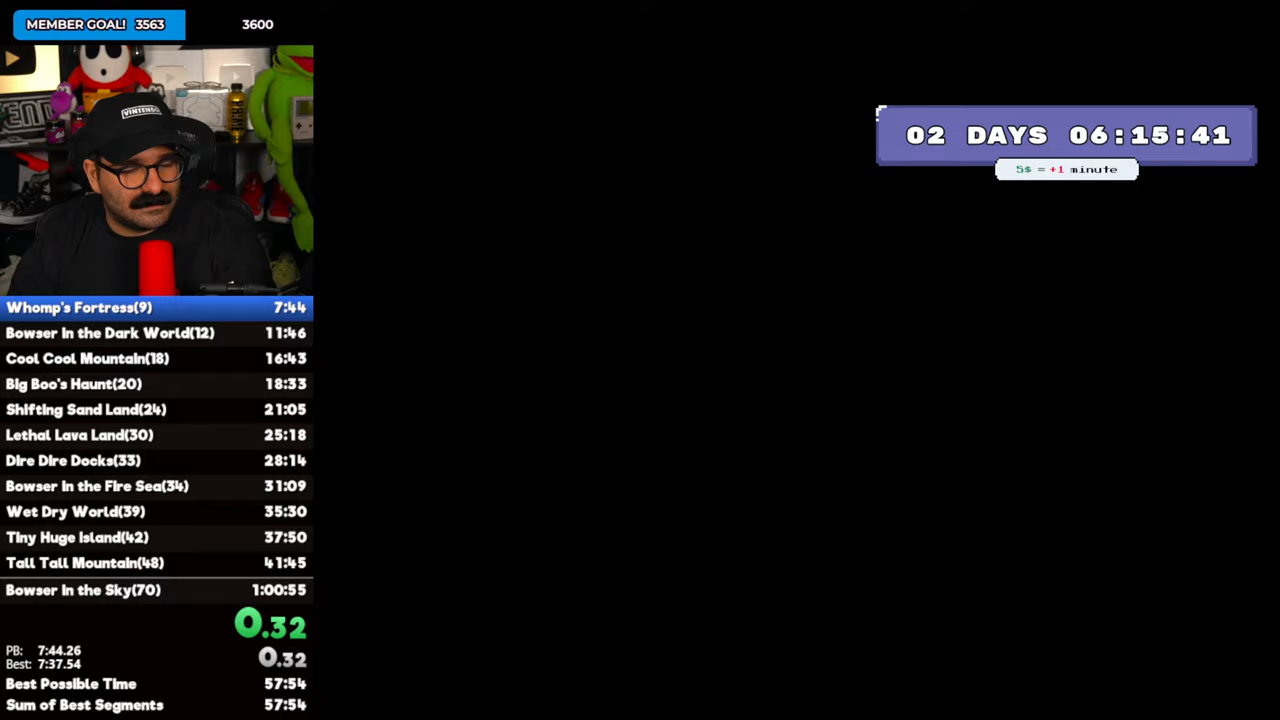 MEMBER GOAL! 3563 3600
VINTENDO
02 DAYS 06:15:41
5$ = +1 minute
Whomp's Fortress(9) 7:44
Bowser in the Dark World(12) 11:46
Cool Cool Mountain(18) 16:43
Big Boo's Haunt(20) 18:33
Shifting Sand Land(24) 21:05
Lethal Lava Land(30) 25:18
Dire Dire Docks(33) 28:14
Bowser in the Fire Sea(34) 31:09
Wet Dry World(39) 35:30
Tiny Huge Island(42) 37:50
Tall Tall Mountain(48) 41:45
Bowser in the Sky(70) 1:00:55
0.32
PB: 7:44.26
Best: 7:37.54 0.32
Best Possible Time 57:54
Sum of Best Segments 57:54